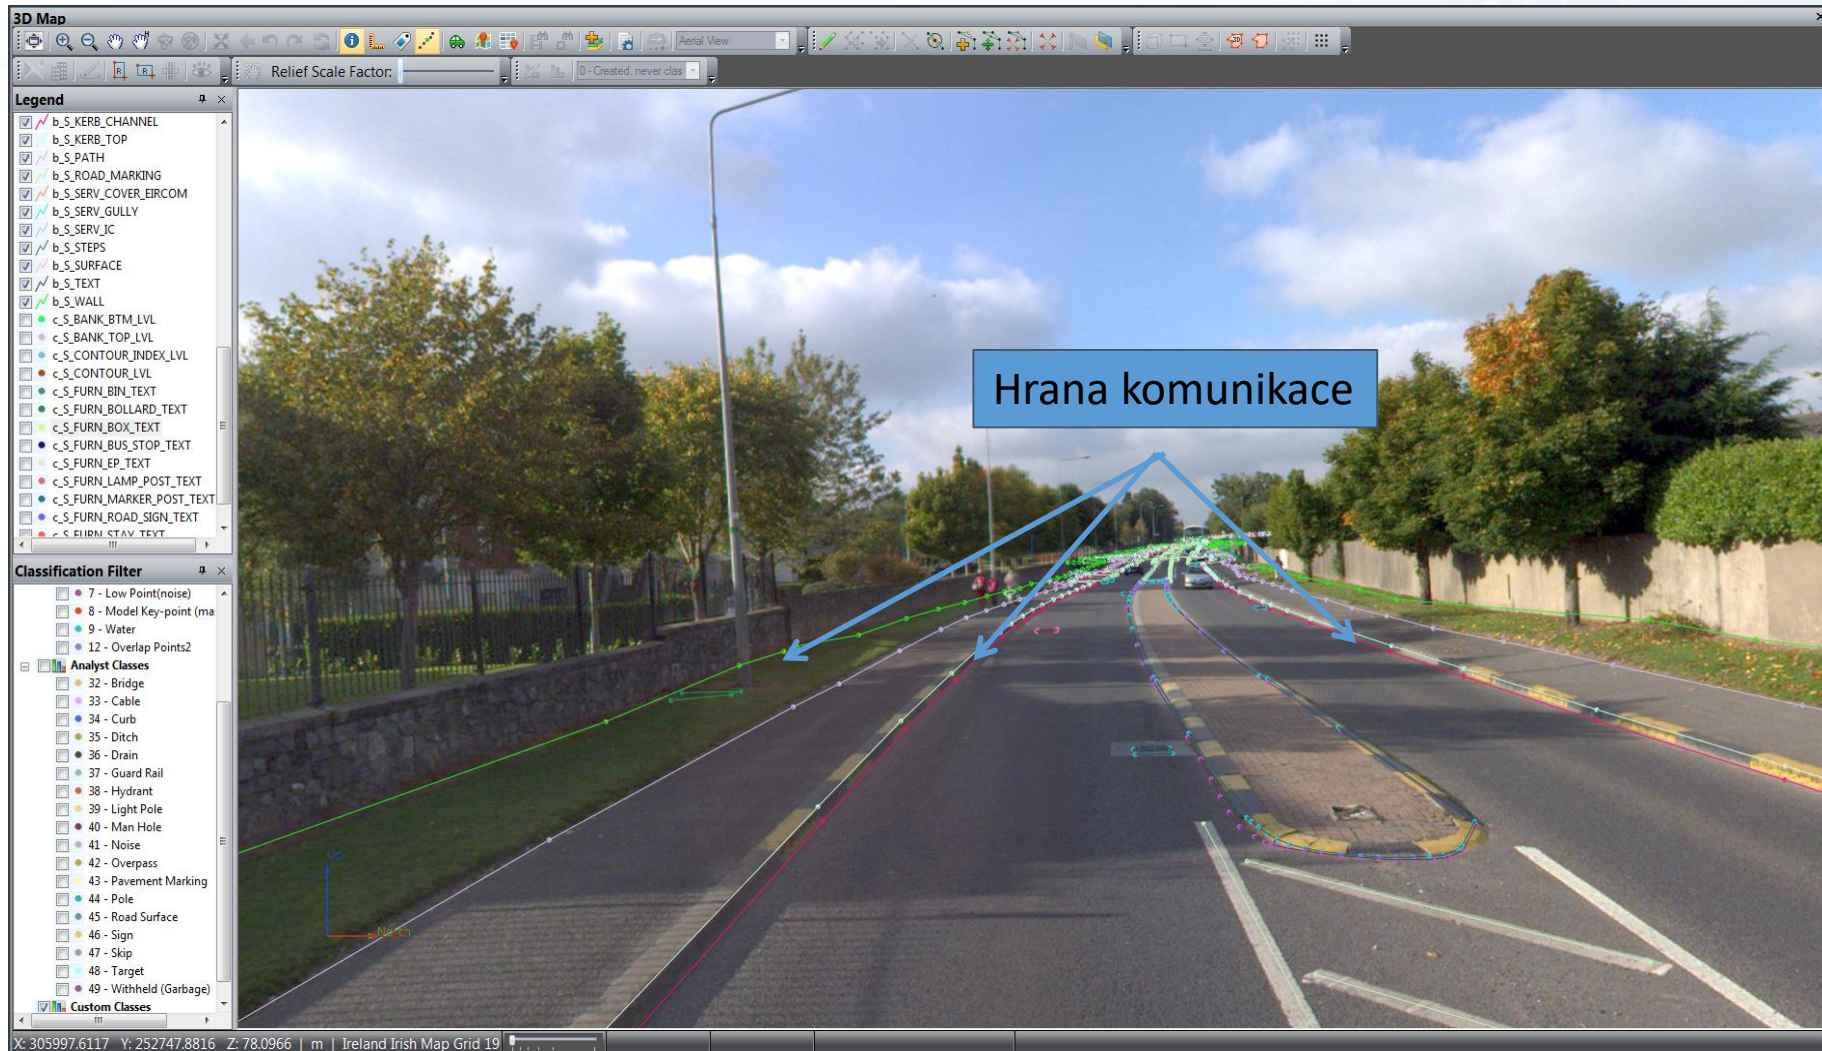 3D Map
Aerial View
Relief Scale Factor:
0 - Created, never clas
Legend
b_S_KERB_CHANNEL
b_S_KERB_TOP
b_S_PATH
b_S_ROAD_MARKING
b_S_SERV_COVER_EIRCOM
b_S_SERV_GULLY
b_S_SERV_IC
b_S_STEPS
b_S_SURFACE
b_S_TEXT
b_S_WALL
c_S_BANK_BTM_LVL
c_S_BANK_TOP_LVL
c_S_CONTOUR_INDEX_LVL
c_S_CONTOUR_LVL
c_S_FURN_BIN_TEXT
c_S_FURN_BOLLARD_TEXT
c_S_FURN_BOX_TEXT
c_S_FURN_BUS_STOP_TEXT
c_S_FURN_EP_TEXT
c_S_FURN_LAMP_POST_TEXT
c_S_FURN_MARKER_POST_TEXT
c_S_FURN_ROAD_SIGN_TEXT
c_S_FURN_STAY_TEXT
Hrana komunikace
Classification Filter
7 - Low Point(noise)
8 - Model Key-point (ma
9 - Water
12 - Overlap Points2
Analyst Classes
32 - Bridge
33 - Cable
34 - Curb
35 - Ditch
36 - Drain
37 - Guard Rail
38 - Hydrant
39 - Light Pole
40 - Man Hole
41 - Noise
42 - Overpass
43 - Pavement Marking
44 - Pole
45 - Road Surface
46 - Sign
47 - Skip
48 - Target
49 - Withheld (Garbage)
Custom Classes
Up
North
X: 305997.6117 Y: 252747.8816 Z: 78.0966 | m | Ireland Irish Map Grid 19